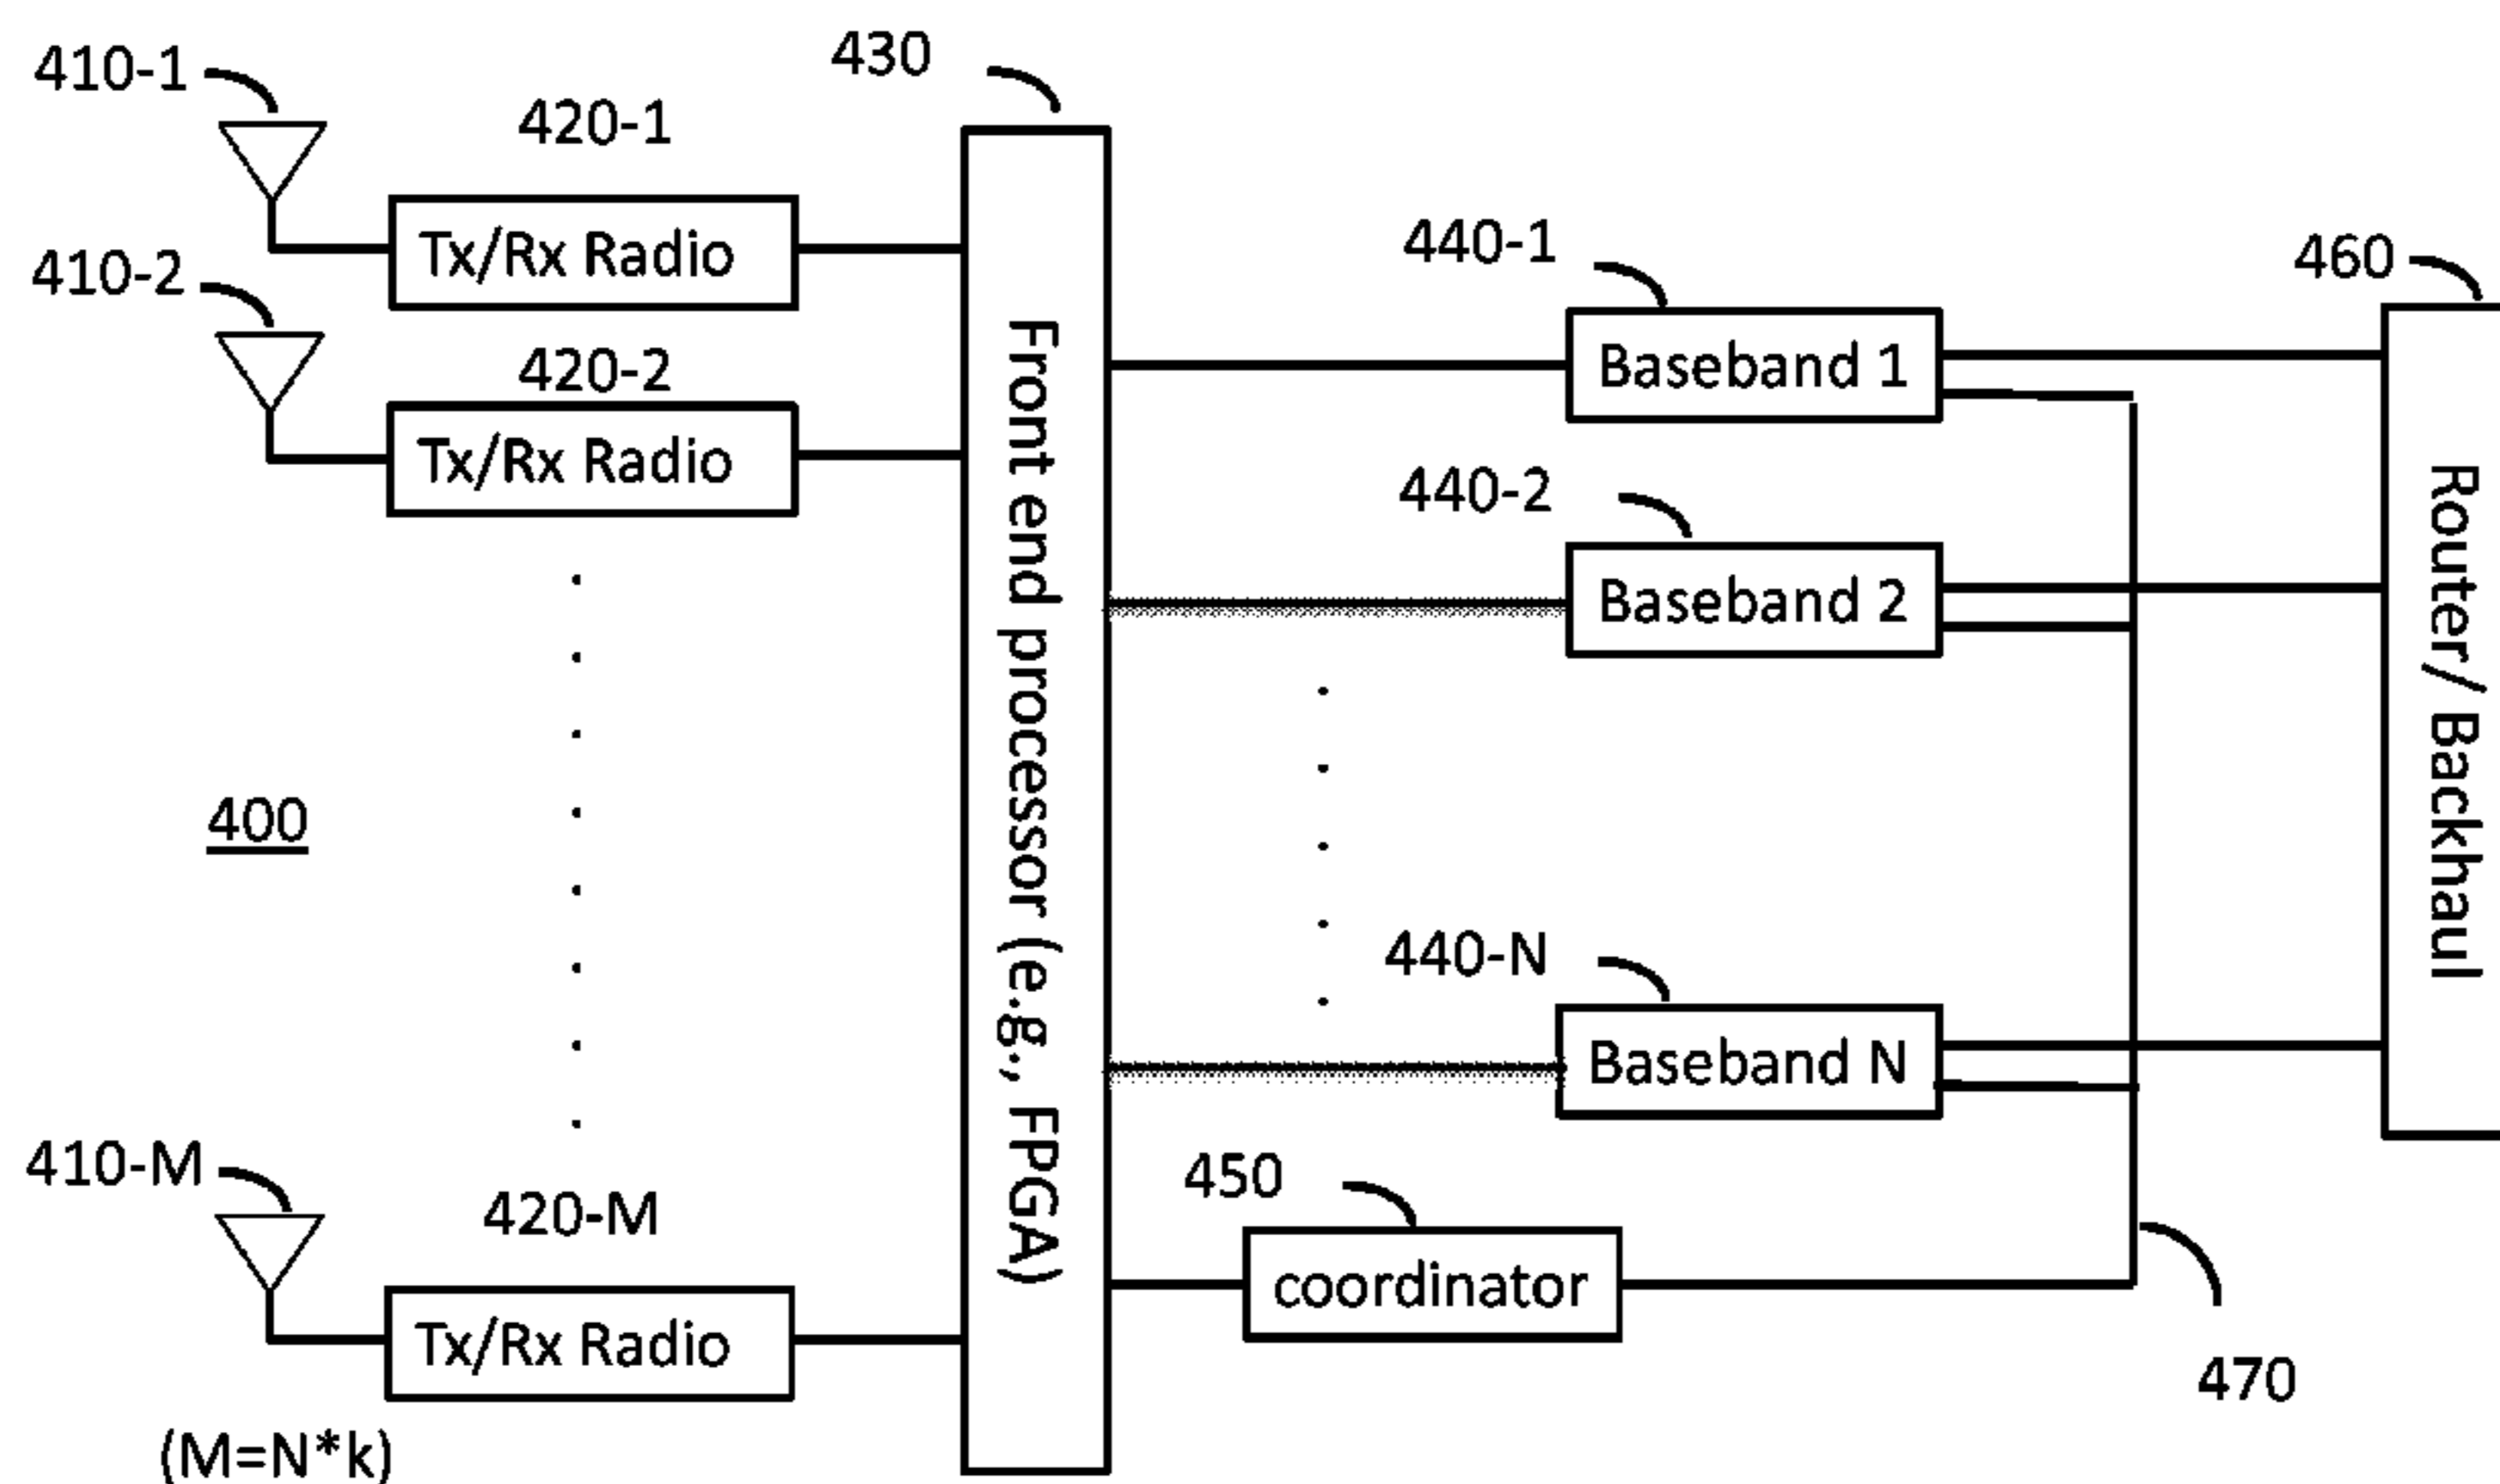 410-1
420-1
Tx/Rx Radio
410-2
420-2
Tx/Rx Radio
400
410-M
420-M
Tx/Rx Radio
(M=N*k)
430
Front end processor (e.g., FPGA)
440-1
Baseband 1
440-2
Baseband 2
440-N
Baseband N
450
coordinator
460
Router/ Backhaul
470